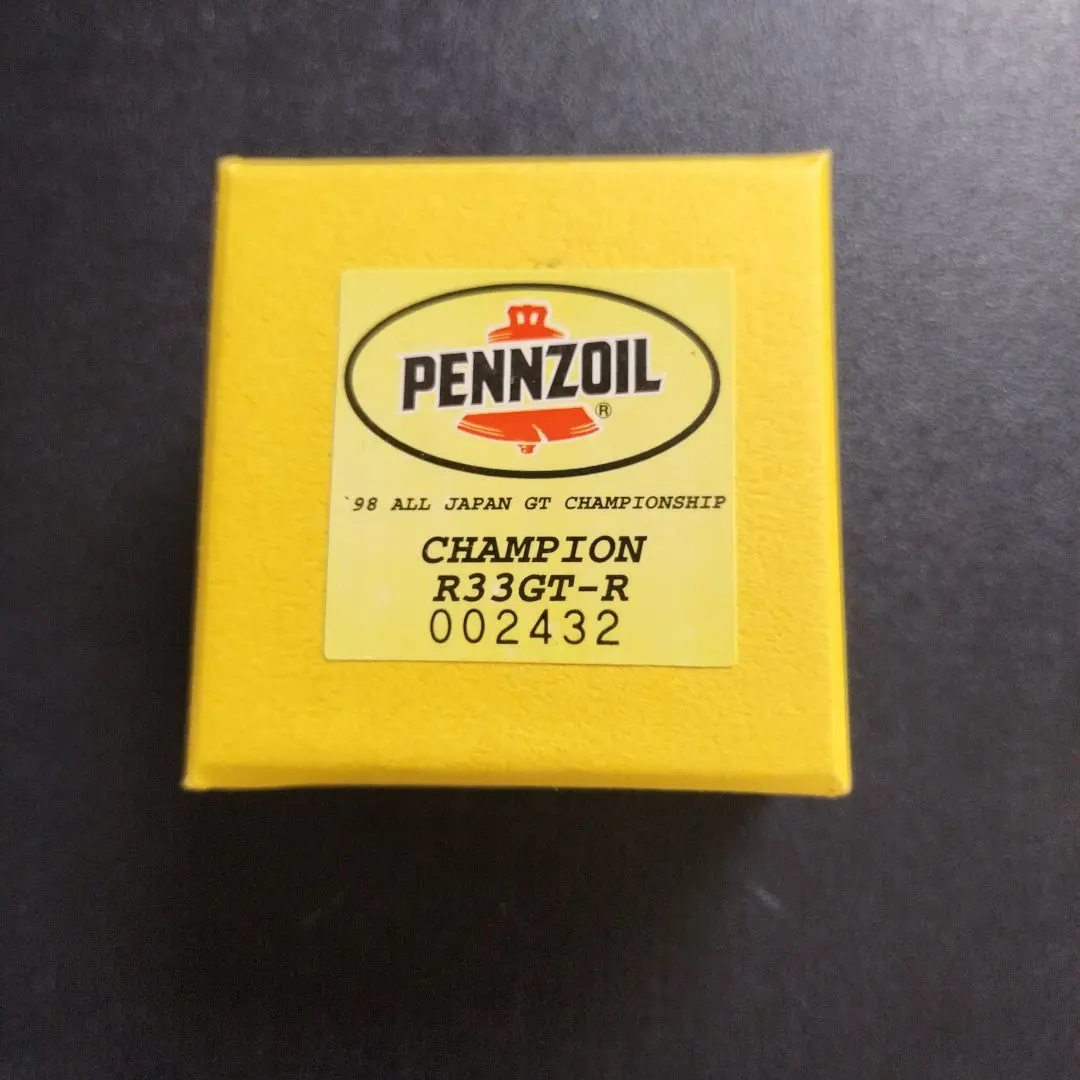 PENNZOIL
®
`98 ALL JAPAN GT CHAMPIONSHIP
CHAMPION
R33GT-R
002432